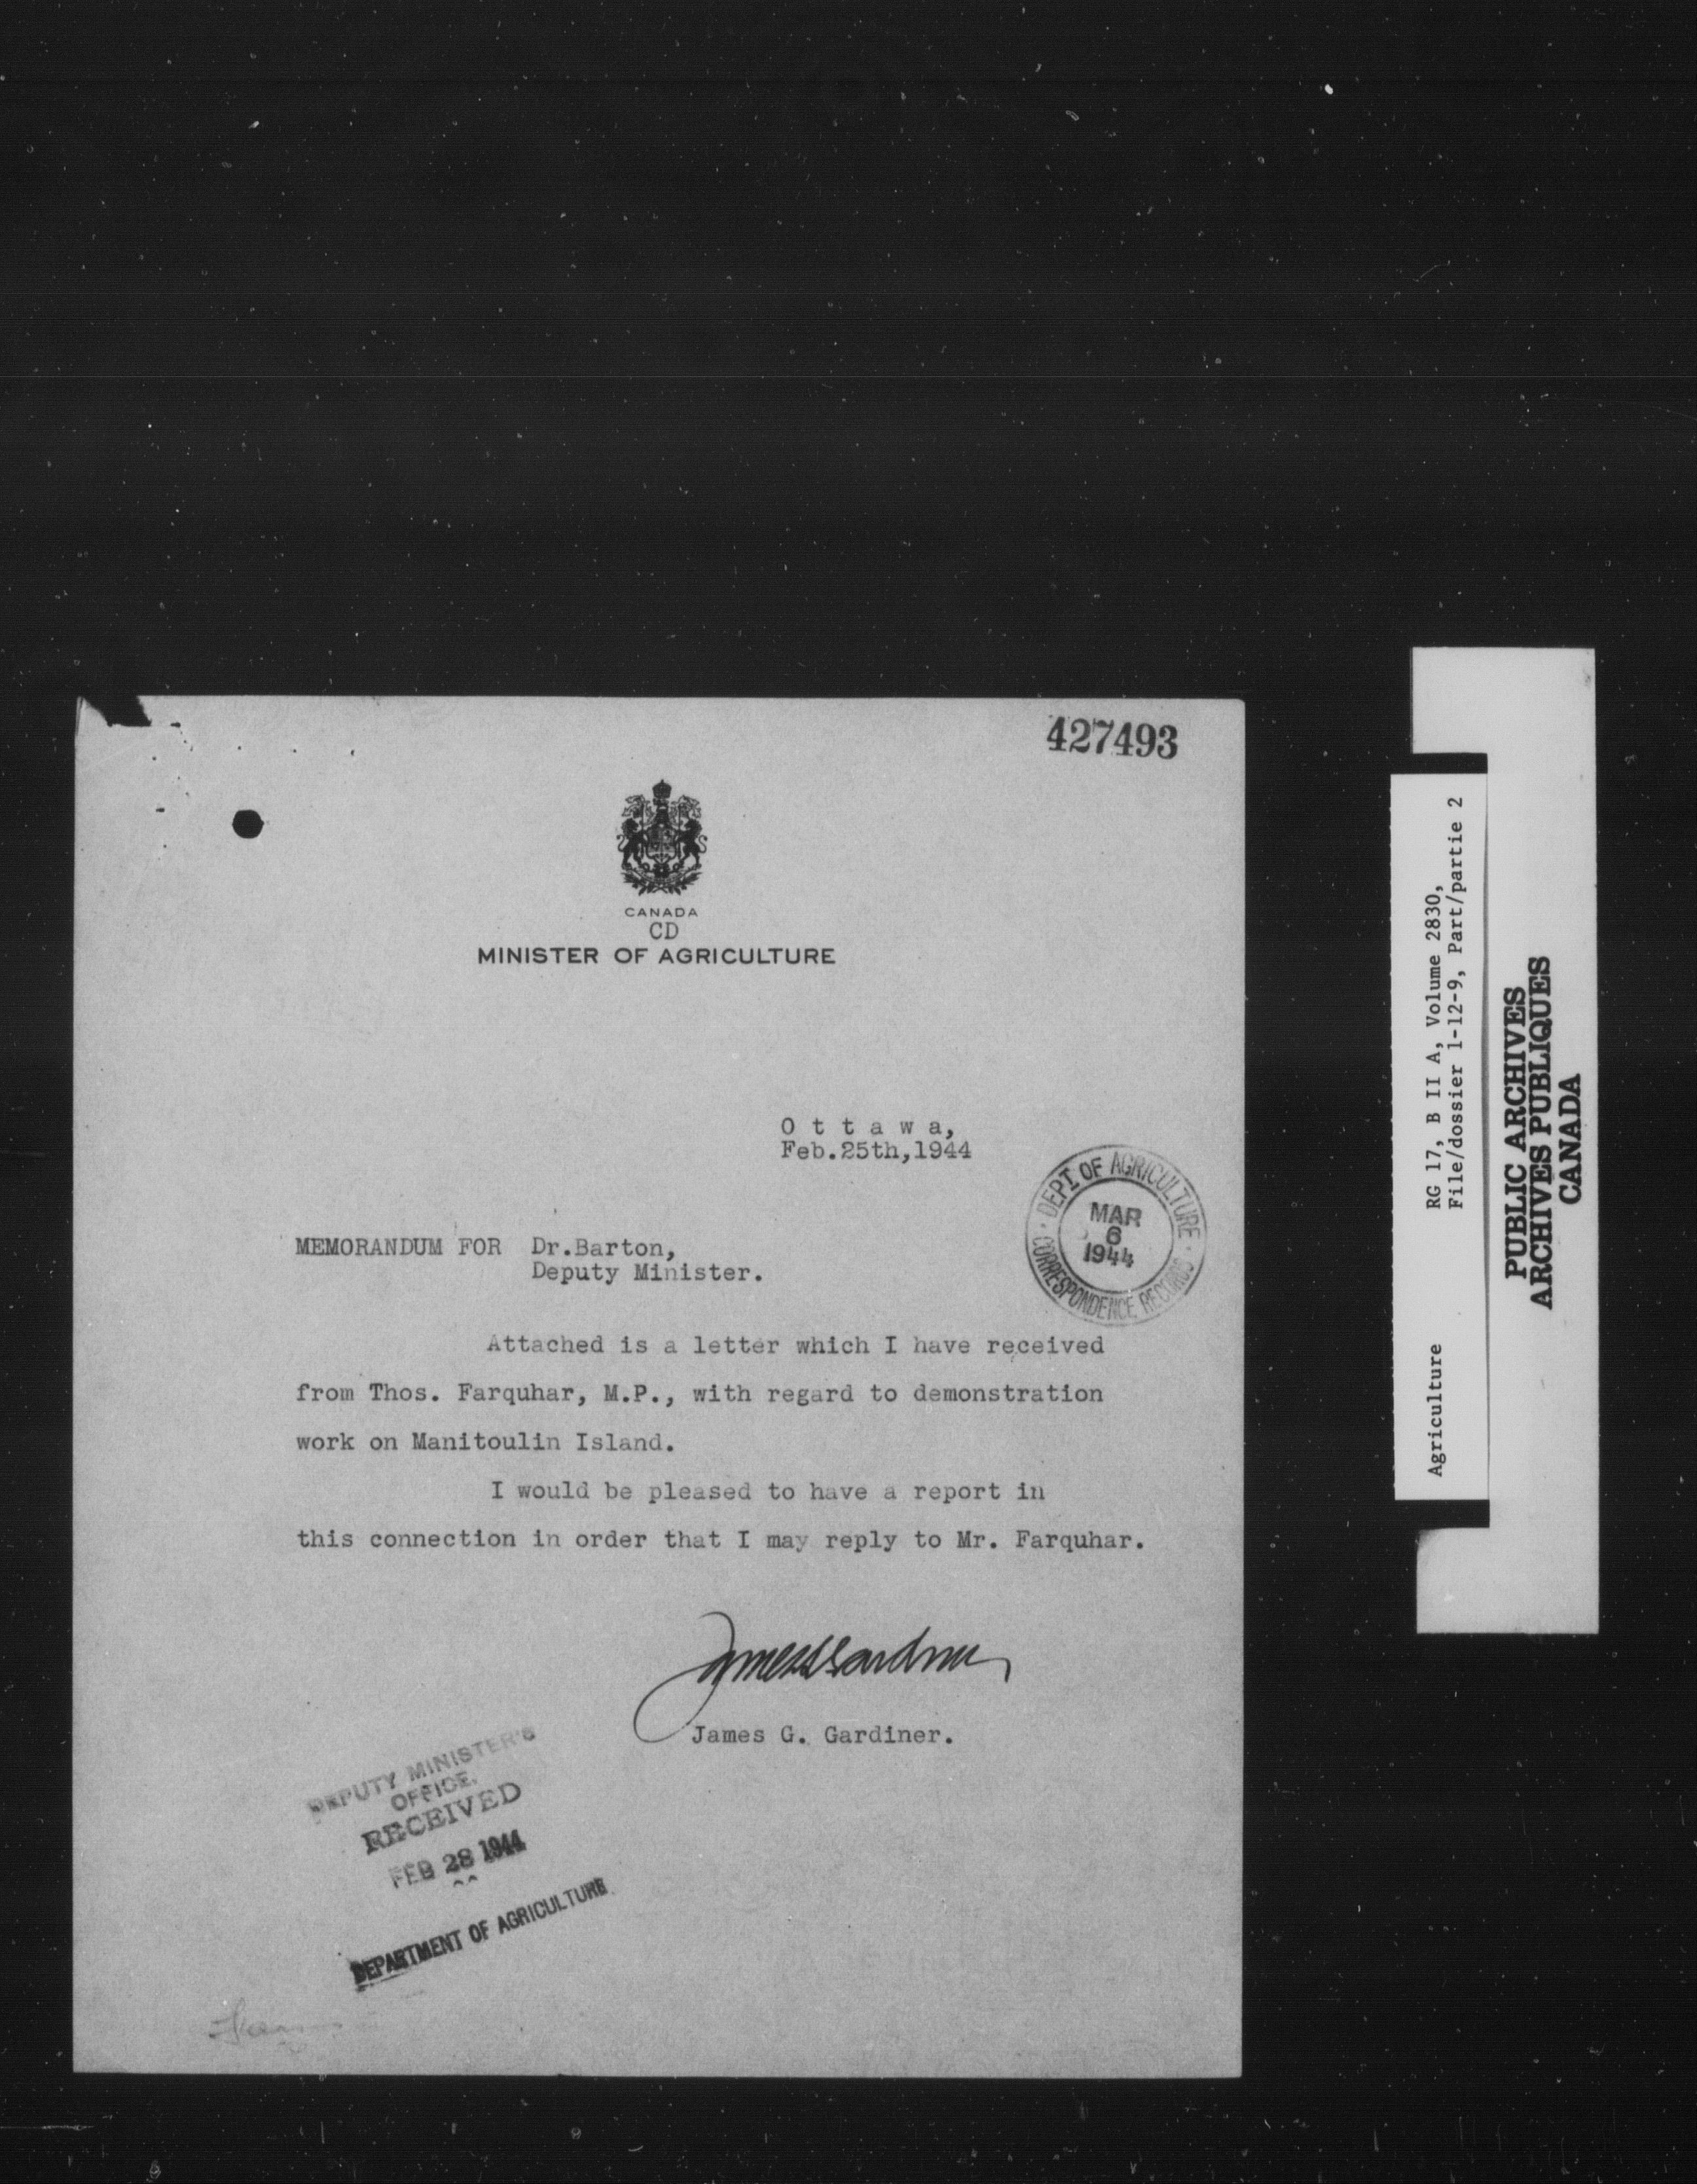 427493
CANADA
CD
MINISTER OF AGRICULTURE
Ottawa,
Feb.25th,1944
DEPT. OF AGRICULTURE
MAR
6
1944
CORRESPONDENCE RECORDS
MEMORANDUM FOR Dr.Barton,
Deputy Minister.
Attached is a letter which I have received
from Thos. Farquhar, M.P., with regard to demonstration
work on Manitoulin Island.
I would be pleased to have a report in
this connection in order that I may reply to Mr. Farquhar.
James G. Gardiner.
DEPUTY MINISTER'S
OFFICE.
RECEIVED
FEB 28 1944
DEPARTMENT OF AGRICULTURE
Agriculture RG 17, B II A, Volume 2830,
File/dossier 1-12-9, Part/partie 2
PUBLIC ARCHIVES
ARCHIVES PUBLIQUES
CANADA